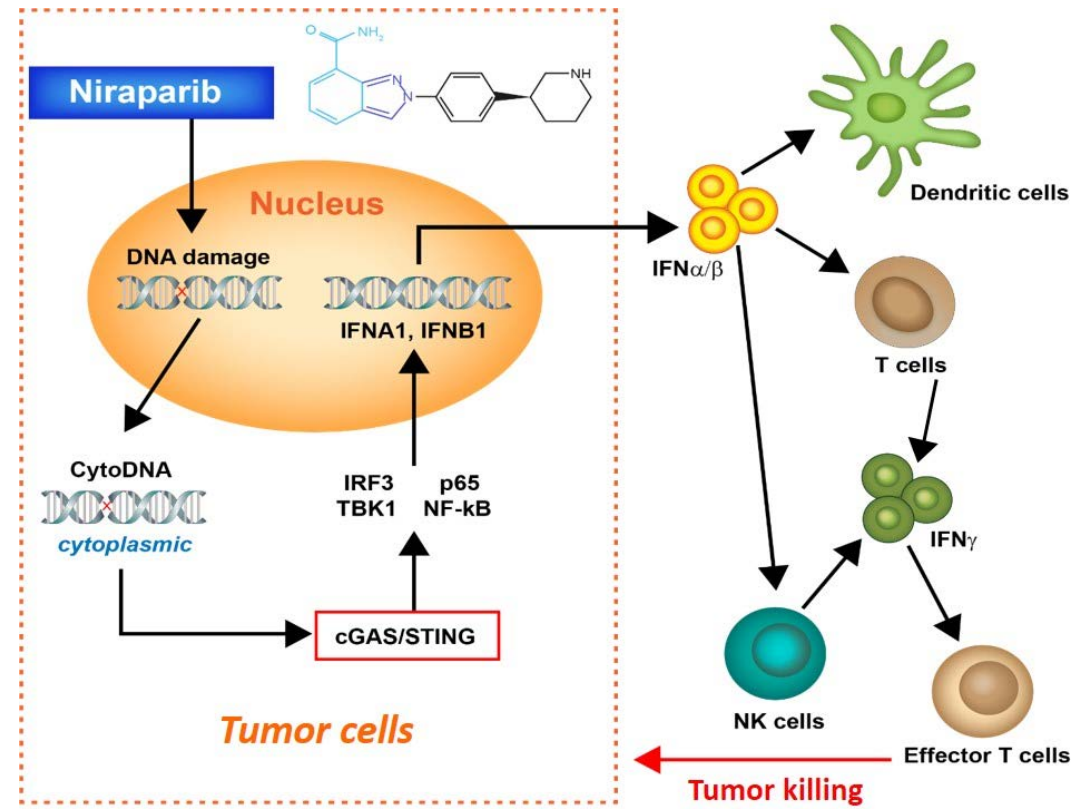 Niraparib
O
NH₂
N
N
NH
Nucleus
DNA damage
IFNA1, IFNB1
CytoDNA
cytoplasmic
IRF3
TBK1
p65
NF-kB
cGAS/STING
Tumor cells
IFNα/β
Dendritic cells
T cells
IFNγ
NK cells
Effector T cells
Tumor killing